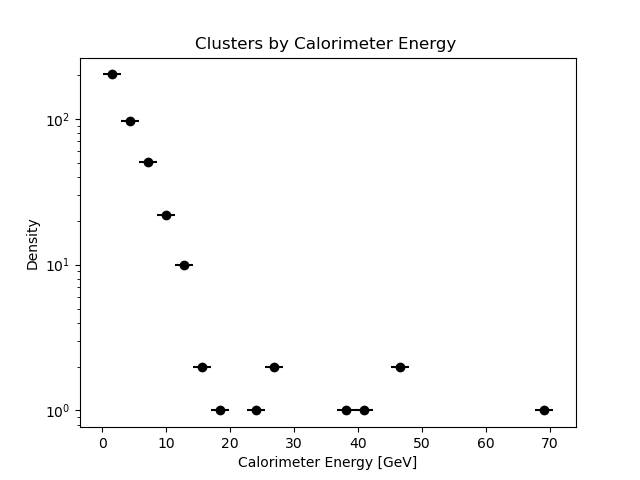 Clusters by Calorimeter Energy
Density
10²
10¹
10⁰
0 10 20 30 40 50 60 70
Calorimeter Energy [GeV]